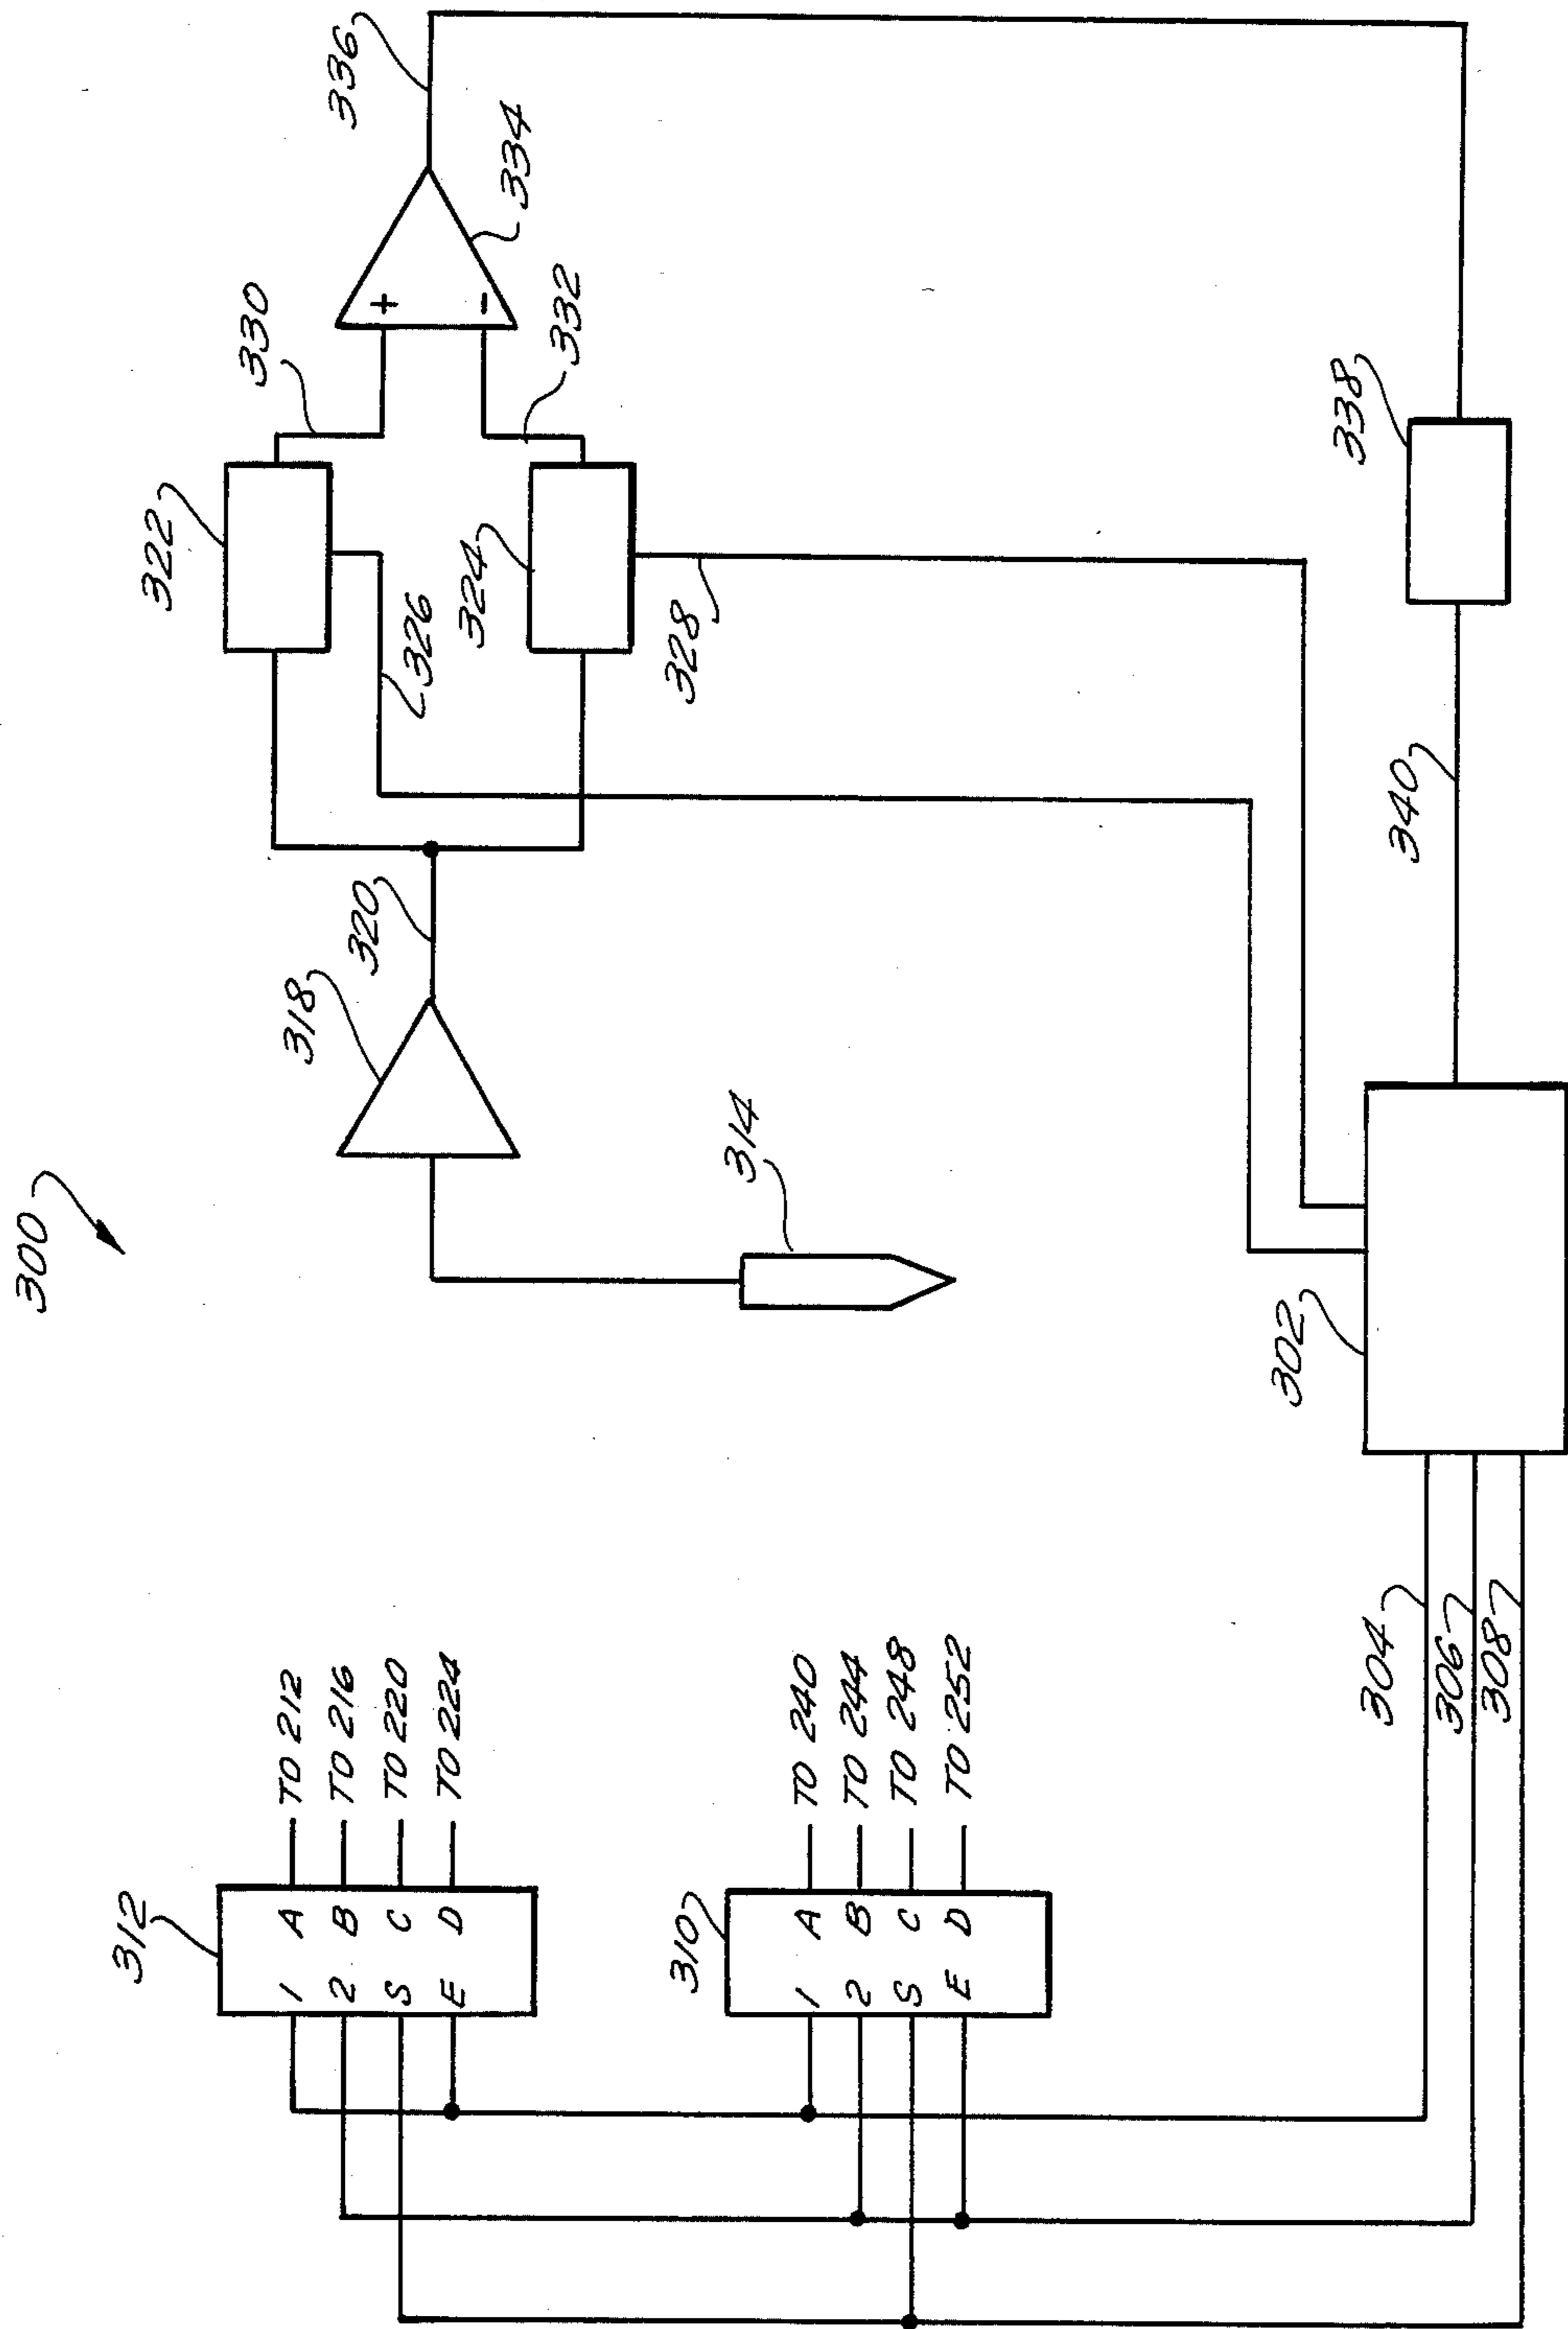 300
312
1 A TO 212
2 B TO 216
S C TO 220
E D TO 224
310
1 A TO 240
2 B TO 244
S C TO 248
E D TO 252
314
318
320
322
324
326
328
330
332
+
-
334
336
338
340
302
304
306
308